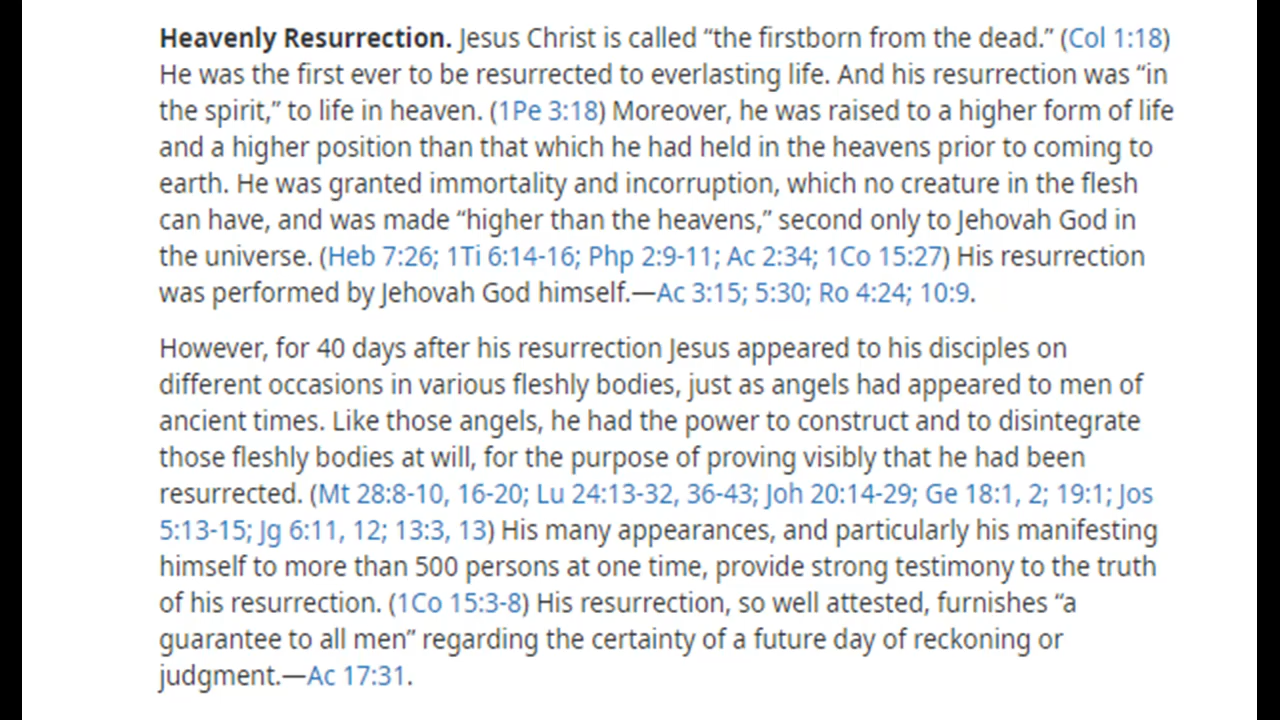 Heavenly Resurrection. Jesus Christ is called “the firstborn from the dead.” (Col 1:18)
He was the first ever to be resurrected to everlasting life. And his resurrection was “in
the spirit,” to life in heaven. (1Pe 3:18) Moreover, he was raised to a higher form of life
and a higher position than that which he had held in the heavens prior to coming to
earth. He was granted immortality and incorruption, which no creature in the flesh
can have, and was made “higher than the heavens,” second only to Jehovah God in
the universe. (Heb 7:26; 1Ti 6:14-16; Php 2:9-11; Ac 2:34; 1Co 15:27) His resurrection
was performed by Jehovah God himself.—Ac 3:15; 5:30; Ro 4:24; 10:9.
However, for 40 days after his resurrection Jesus appeared to his disciples on
different occasions in various fleshly bodies, just as angels had appeared to men of
ancient times. Like those angels, he had the power to construct and to disintegrate
those fleshly bodies at will, for the purpose of proving visibly that he had been
resurrected. (Mt 28:8-10, 16-20; Lu 24:13-32, 36-43; Joh 20:14-29; Ge 18:1, 2; 19:1; Jos
5:13-15; Jg 6:11, 12; 13:3, 13) His many appearances, and particularly his manifesting
himself to more than 500 persons at one time, provide strong testimony to the truth
of his resurrection. (1Co 15:3-8) His resurrection, so well attested, furnishes “a
guarantee to all men” regarding the certainty of a future day of reckoning or
judgment.—Ac 17:31.